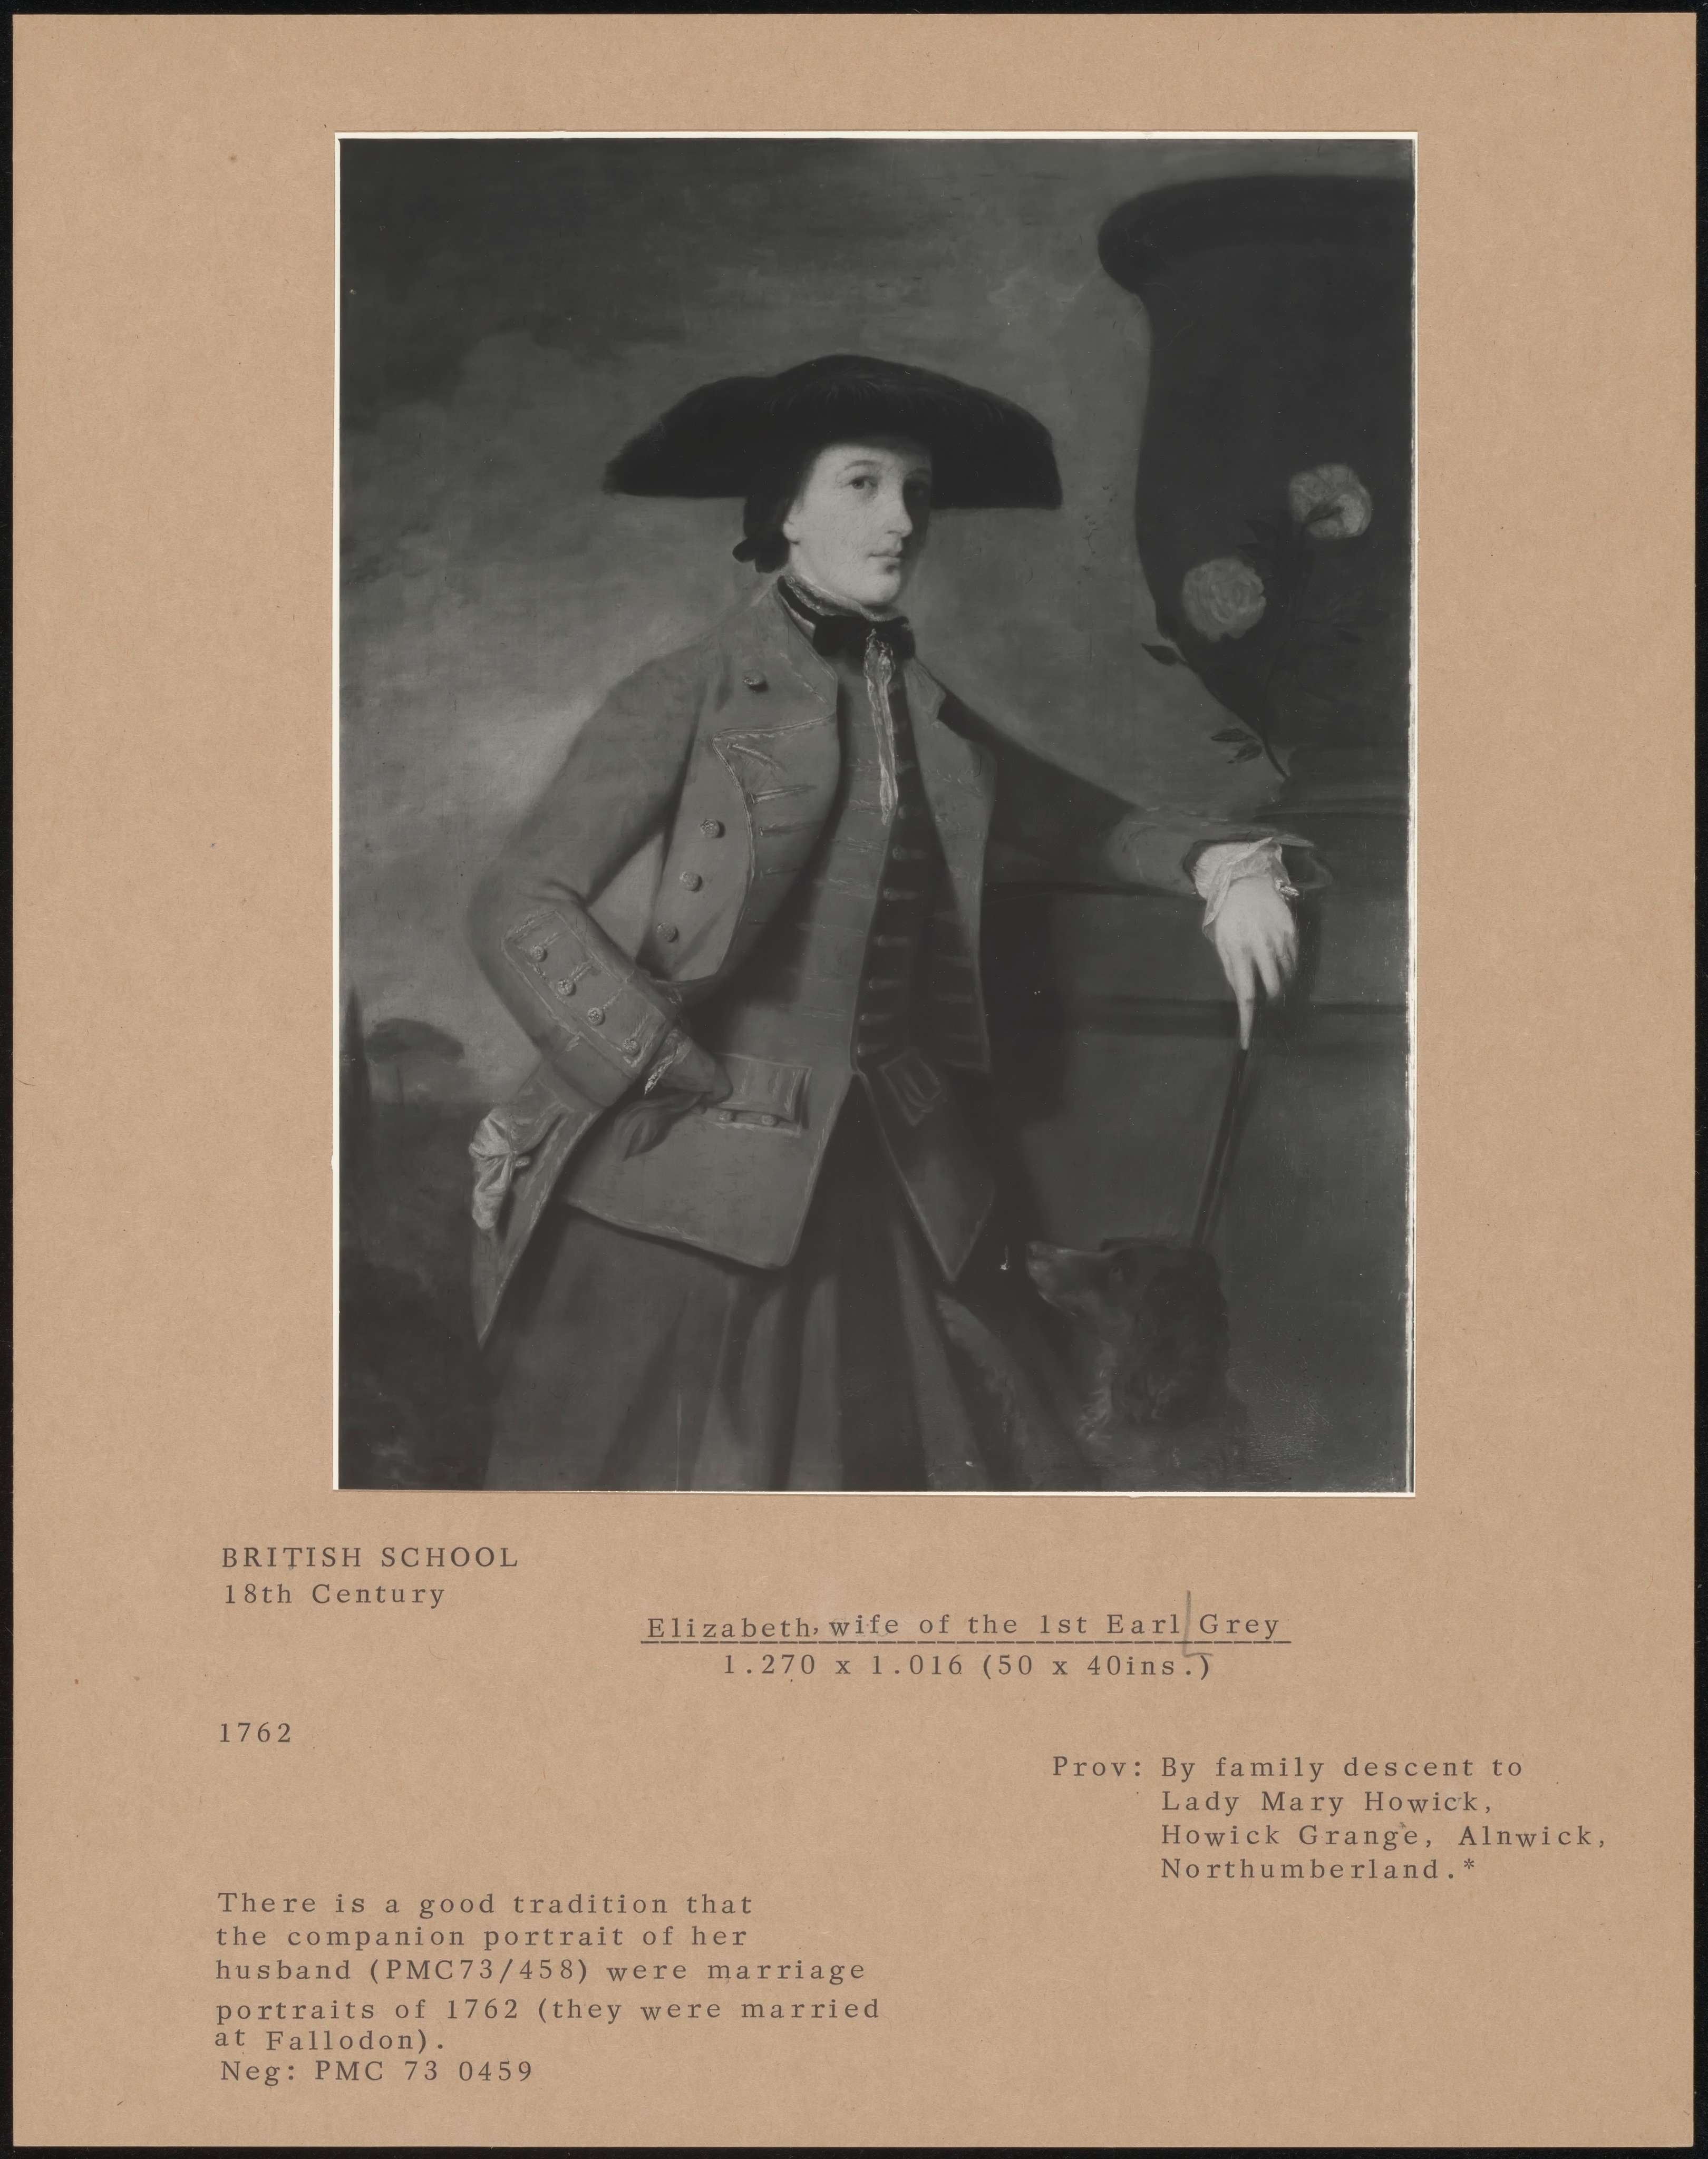 BRITISH SCHOOL
18th Century
Elizabeth, wife of the 1st Earl Grey
1.270 x 1.016 (50 x 40ins.)
1762
Prov: By family descent to
Lady Mary Howick,
Howick Grange, Alnwick,
Northumberland.*
There is a good tradition that
the companion portrait of her
husband (PMC73/458) were marriage
portraits of 1762 (they were married
at Fallodon).
Neg: PMC 73 0459